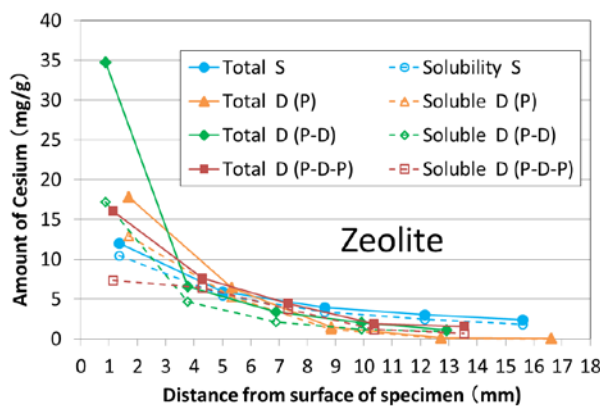 40
35
30
25
20
15
10
5
0
Amount of Cesium (mg/g)
Total S
Solubility S
Total D (P)
Soluble D (P)
Total D (P-D)
Soluble D (P-D)
Total D (P-D-P)
Soluble D (P-D-P)
Zeolite
0 1 2 3 4 5 6 7 8 9 10 11 12 13 14 15 16 17 18
Distance from surface of specimen (mm)